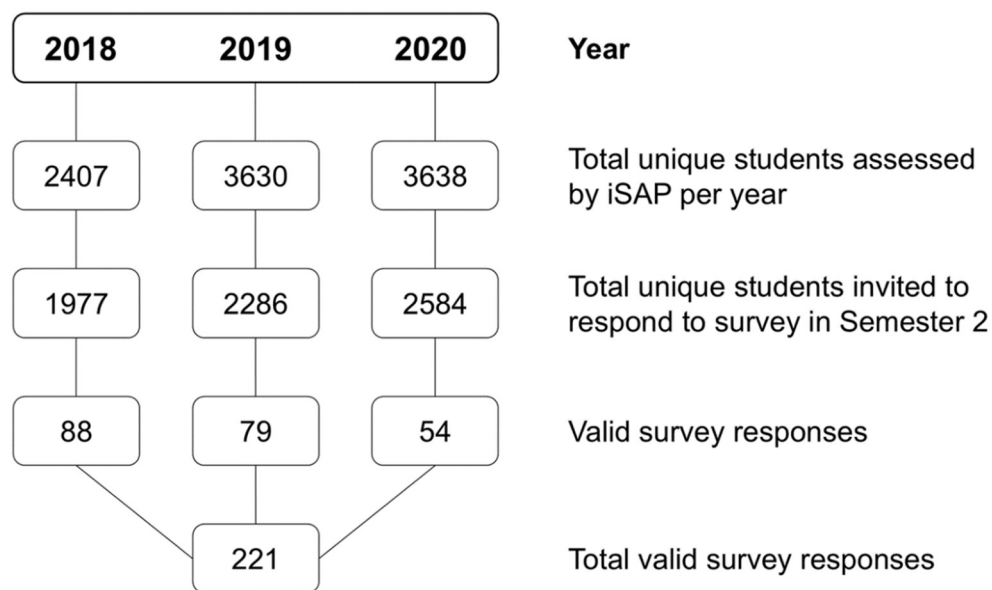 2018 2019 2020 Year
2407 3630 3638 Total unique students assessed
by iSAP per year
1977 2286 2584 Total unique students invited to
respond to survey in Semester 2
88 79 54 Valid survey responses
221 Total valid survey responses